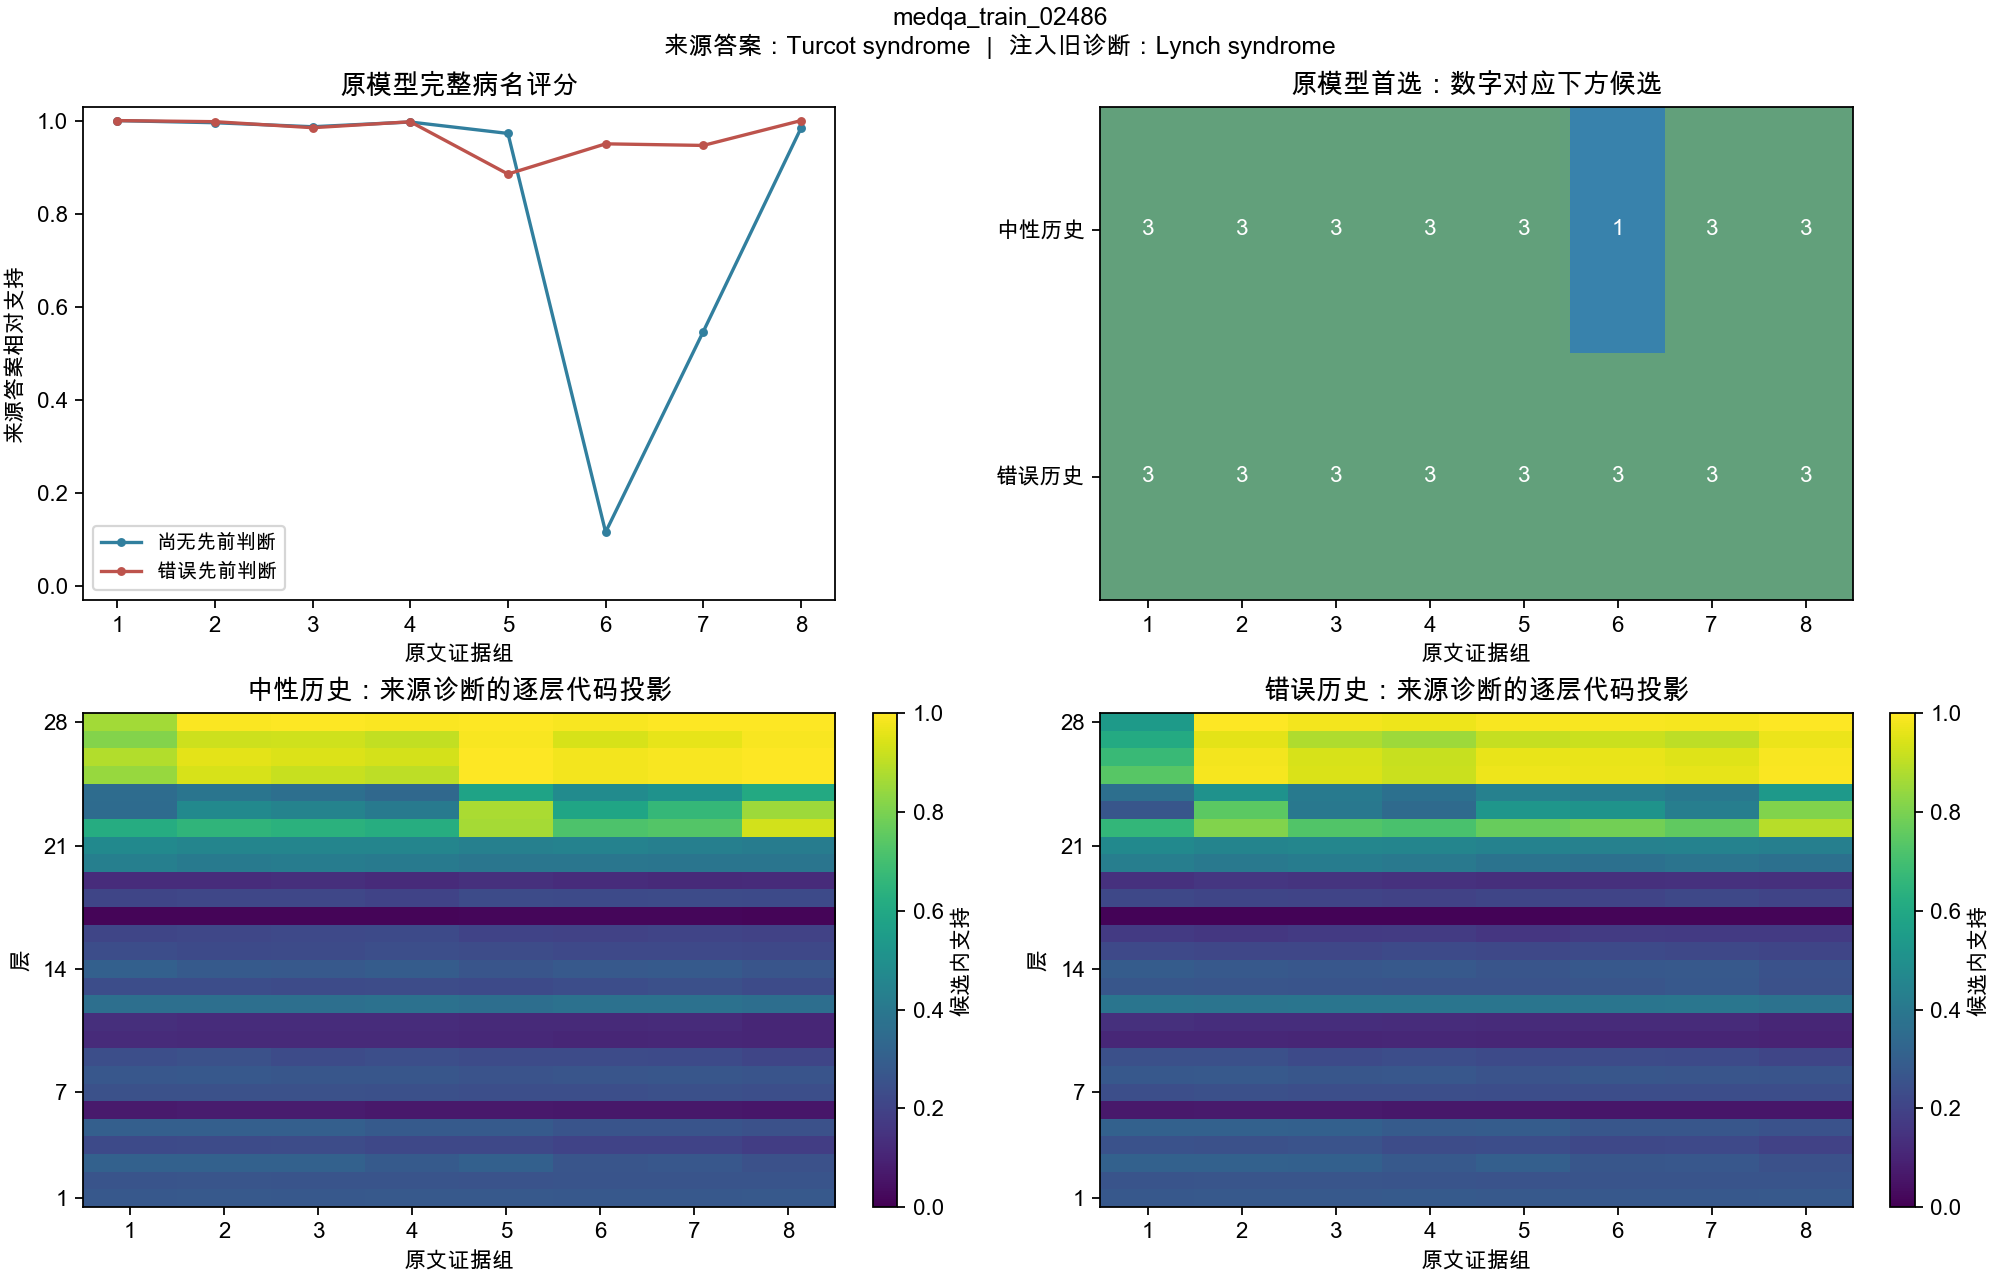 medqa_train_02486
来源答案：Turcot syndrome | 注入旧诊断：Lynch syndrome
原模型完整病名评分
来源答案相对支持
1.0
0.8
0.6
0.4
0.2
0.0
尚无先前判断
错误先前判断
1 2 3 4 5 6 7 8
原文证据组
原模型首选：数字对应下方候选
中性历史
3 3 3 3 3 1 3 3
错误历史
3 3 3 3 3 3 3 3
1 2 3 4 5 6 7 8
原文证据组
中性历史：来源诊断的逐层代码投影
层
28
21
14
7
1
1 2 3 4 5 6 7 8
原文证据组
1.0
0.8
0.6
0.4
0.2
0.0
候选内支持
错误历史：来源诊断的逐层代码投影
层
28
21
14
7
1
1 2 3 4 5 6 7 8
原文证据组
1.0
0.8
0.6
0.4
0.2
0.0
候选内支持